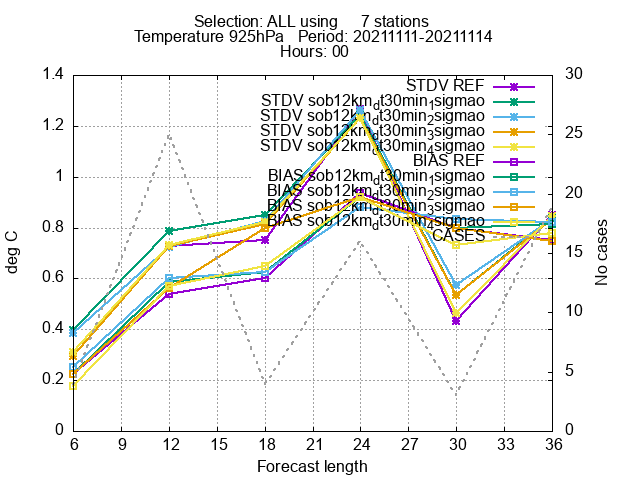 Selection: ALL using 7 stations
Temperature 925hPa Period: 20211111-20211114
Hours: 00
STDV REF
STDV sob12km_dt30min_1sigmao
STDV sob12km_dt30min_2sigmao
STDV sob12km_dt30min_3sigmao
STDV sob12km_dt30min_4sigmao
BIAS REF
BIAS sob12km_dt30min_1sigmao
BIAS sob12km_dt30min_2sigmao
BIAS sob12km_dt30min_3sigmao
BIAS sob12km_dt30min_4sigmao
CASES
deg C
1.4
1.2
1
0.8
0.6
0.4
0.2
0
30
25
20
15
10
5
0
No cases
6 9 12 15 18 21 24 27 30 33 36
Forecast length